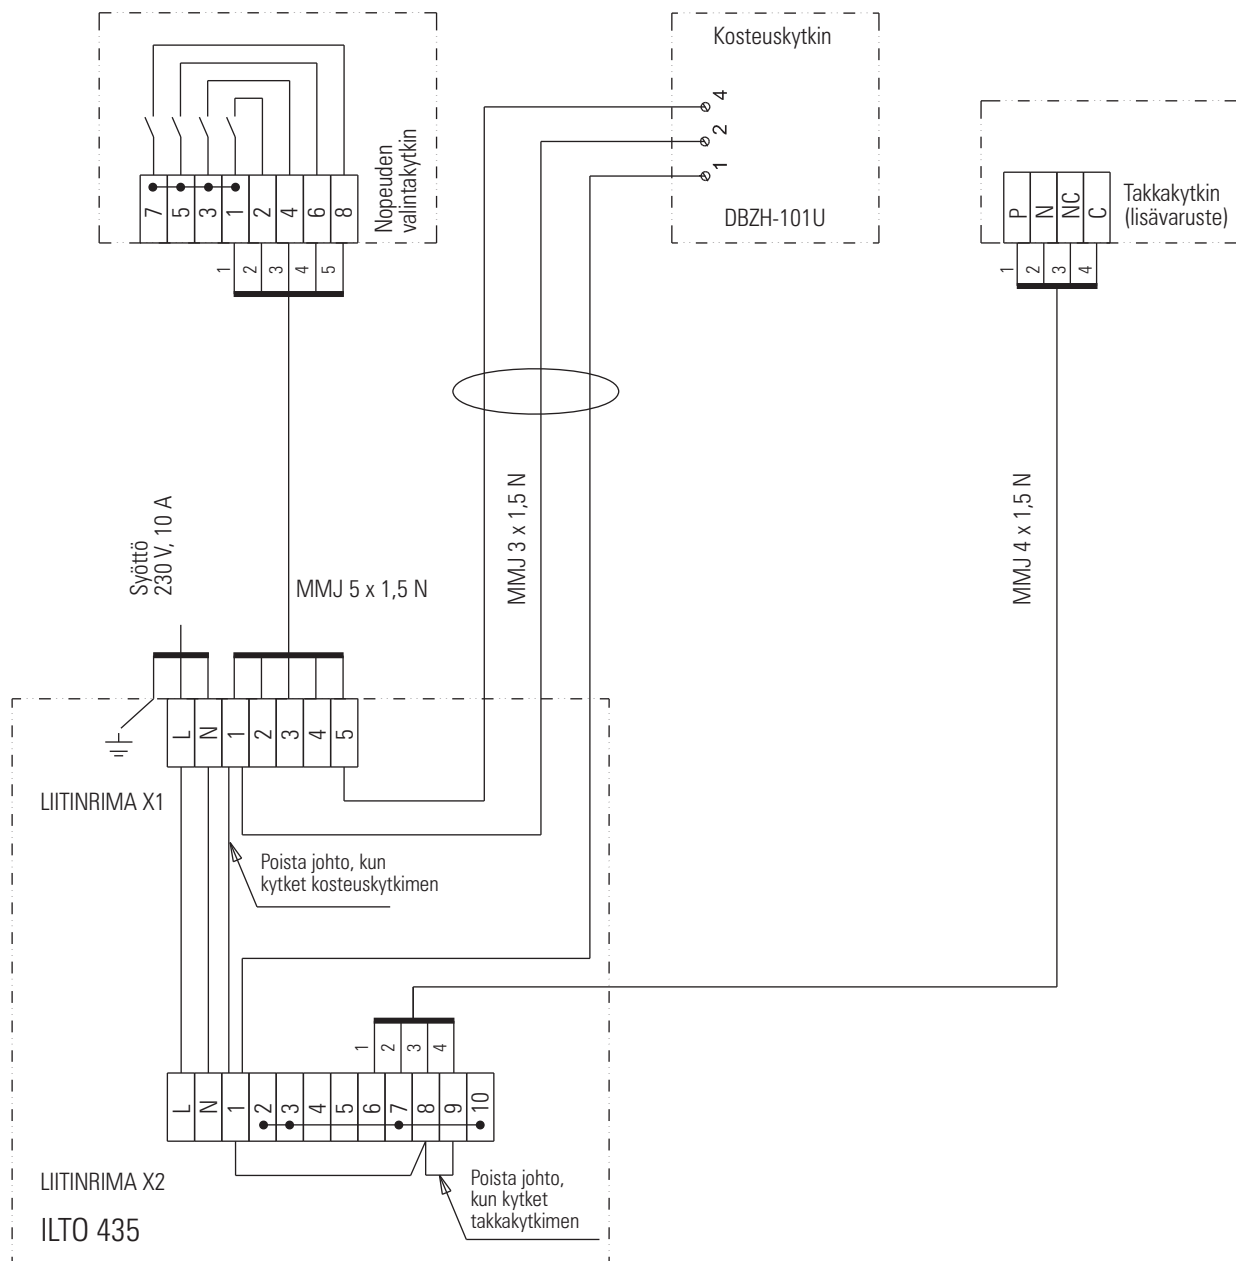 Kosteuskytkin
4
2
1
DBZH-101U
Nopeuden
valintakytkin
7 5 3 1 2 4 6 8
1 2 3 4 5
P N NC C
Takkakytkin
(lisävaruste)
1 2 3 4
Syöttö
230 V, 10 A
MMJ 5 x 1,5 N
MMJ 3 x 1,5 N
MMJ 4 x 1,5 N
L N 1 2 3 4 5
LIITINRIMA X1
Poista johto, kun
kytket kosteuskytkimen
1 2 3 4
L N 1 2 3 4 5 6 7 8 9 10
LIITINRIMA X2
Poista johto,
kun kytket
takkakytkimen
ILTO 435